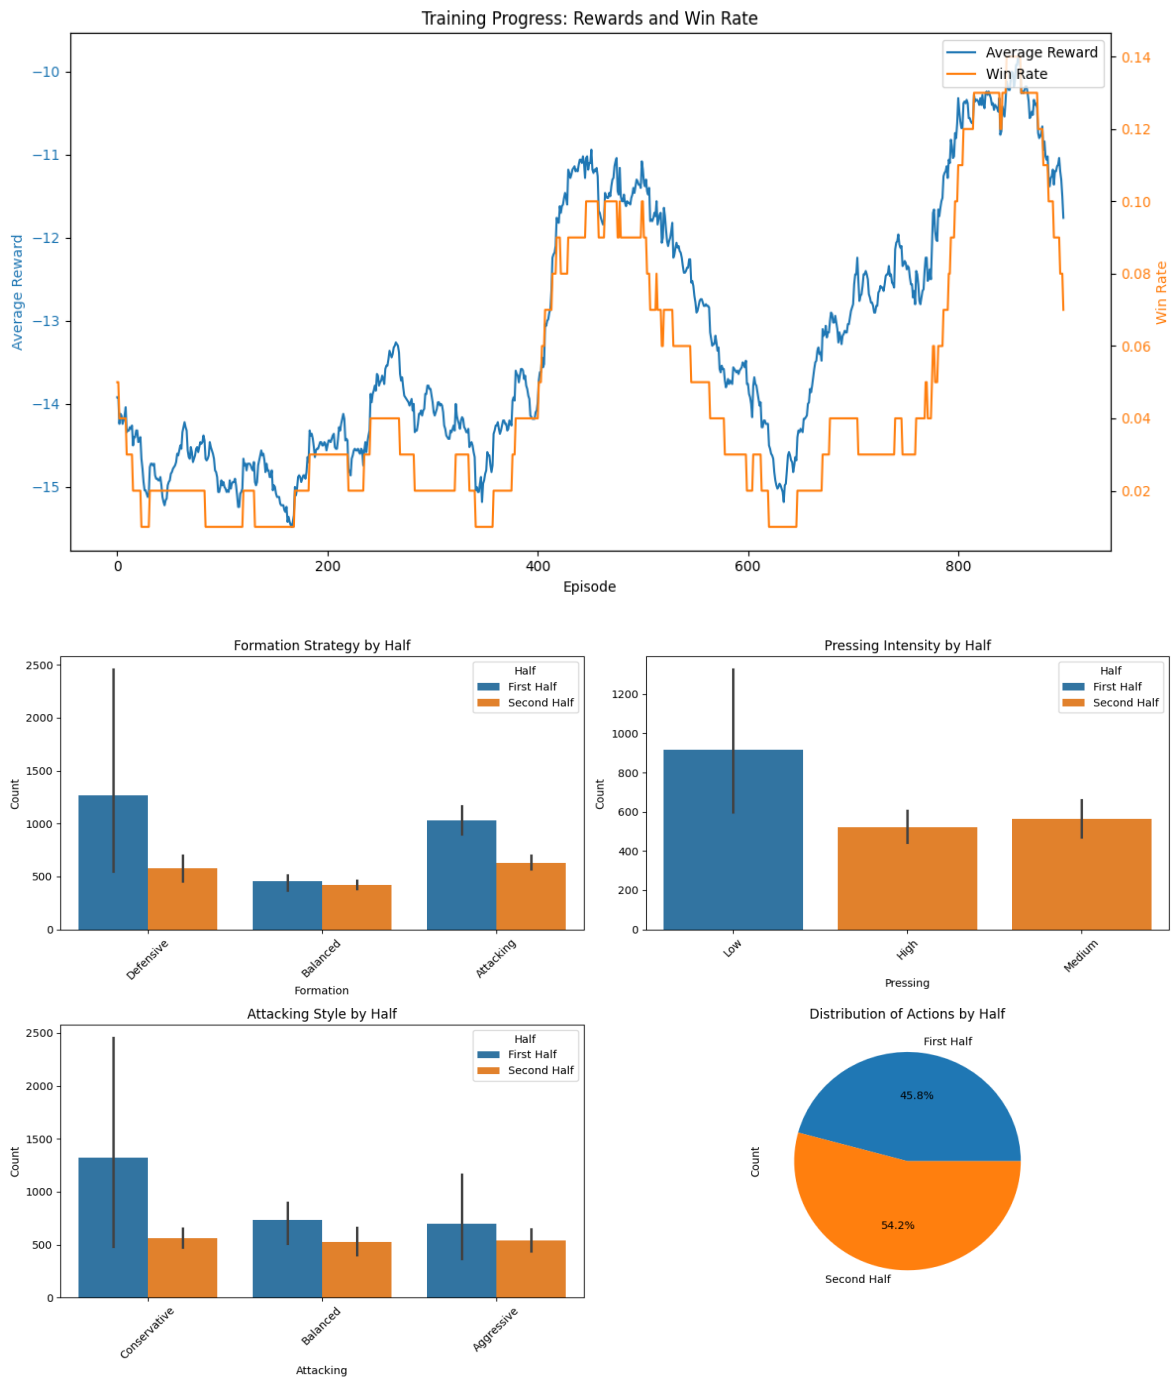 Training Progress: Rewards and Win Rate
Average Reward
Win Rate
−10
−11
−12
−13
−14
−15
Average Reward
0.14
0.12
0.10
0.08
0.06
0.04
0.02
Win Rate
0 200 400 600 800
Episode
Formation Strategy by Half
Half
First Half
Second Half
2500
2000
1500
1000
500
0
Count
Defensive Balanced Attacking
Formation
Pressing Intensity by Half
Half
First Half
Second Half
1200
1000
800
600
400
200
0
Count
Low High Medium
Pressing
Attacking Style by Half
Half
First Half
Second Half
2500
2000
1500
1000
500
0
Count
Conservative Balanced Aggressive
Attacking
Distribution of Actions by Half
First Half
45.8%
Count
54.2%
Second Half